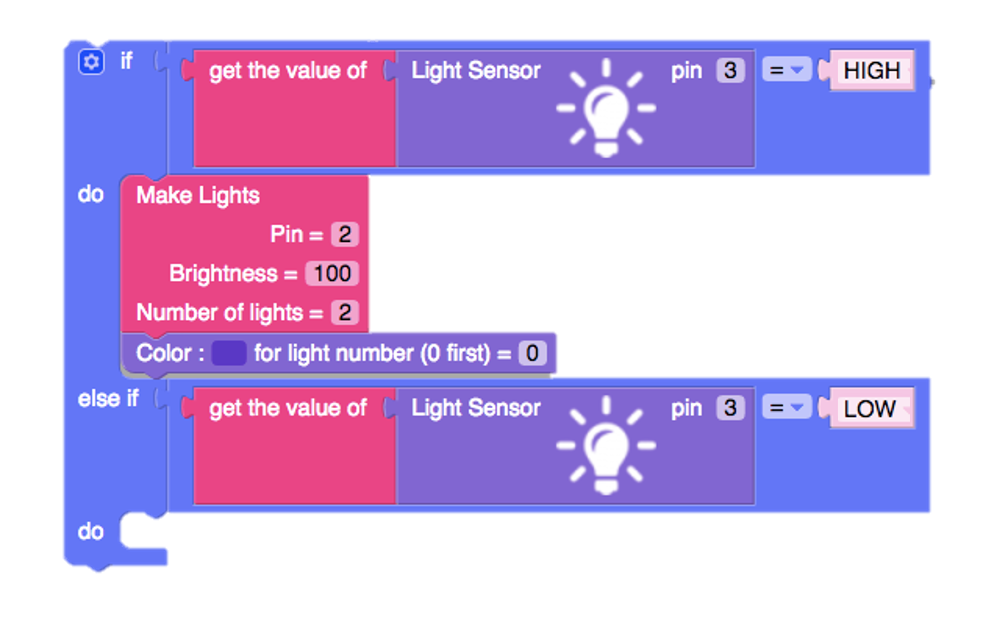 if get the value of Light Sensor pin 3 = HIGH
do Make Lights
Pin = 2
Brightness = 100
Number of lights = 2
Color : for light number (0 first) = 0
else if get the value of Light Sensor pin 3 = LOW
do